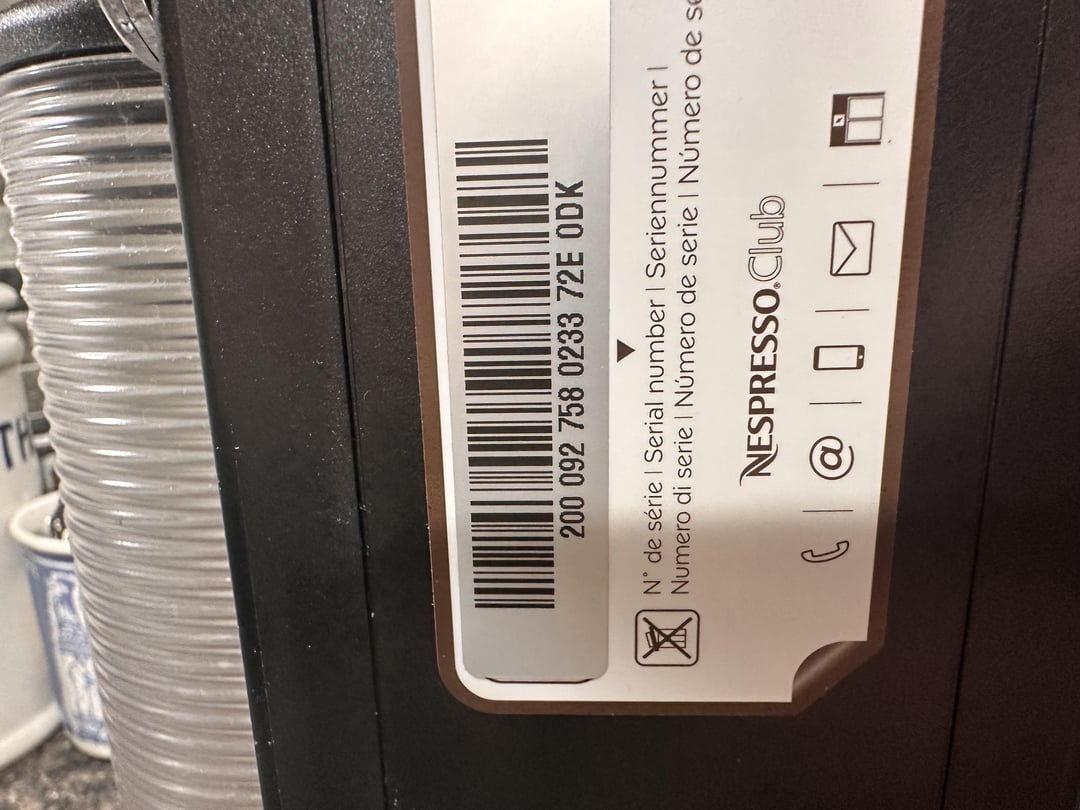 200 092 758 0233 72E 0DK
N° de série | Serial number | Seriennummer |
Numero di serie | Número de serie | Número de se
NESPRESSO®Club
@
TH